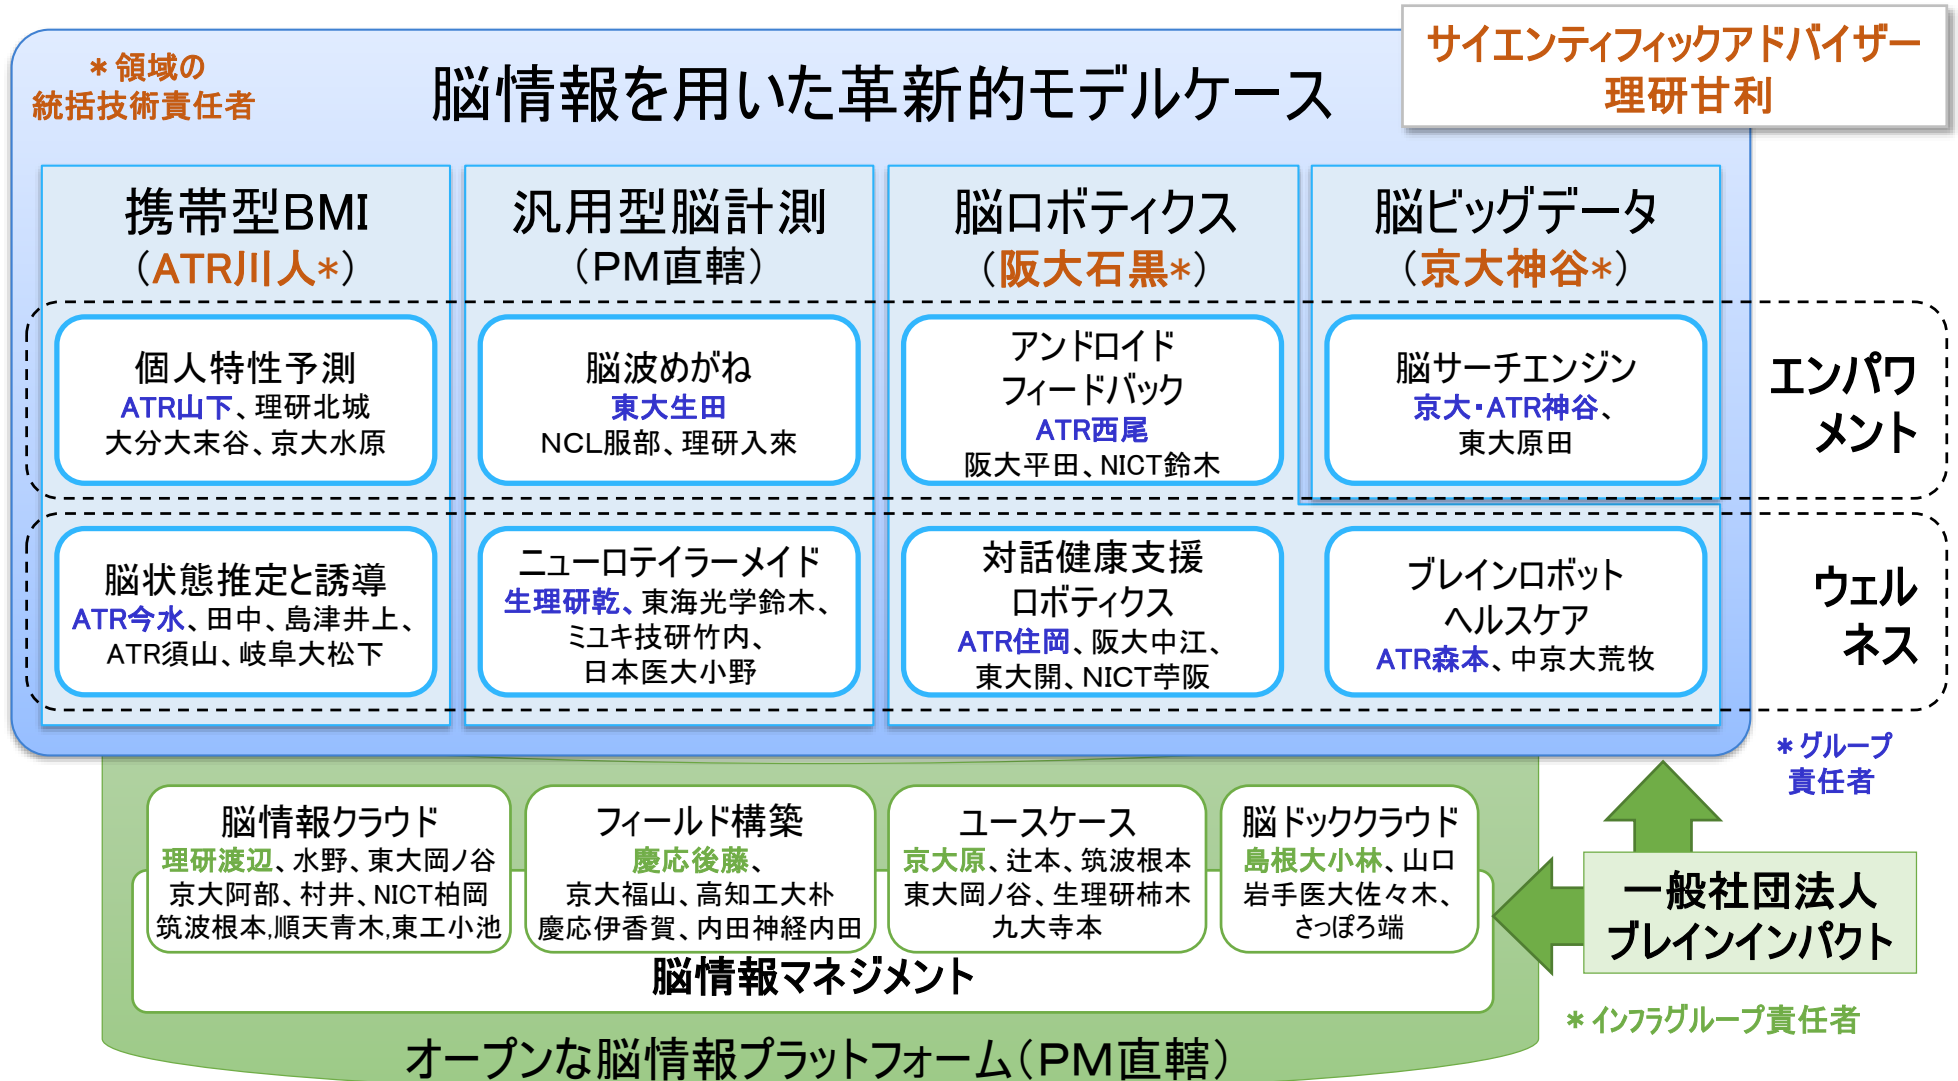 サイエンティフィックアドバイザー
理研甘利
＊領域の
統括技術責任者
脳情報を用いた革新的モデルケース
携帯型BMI
（ATR川人＊）
汎用型脳計測
（PM直轄）
脳ロボティクス
（阪大石黒＊）
脳ビッグデータ
（京大神谷＊）
個人特性予測
ATR山下、理研北城
大分大末谷、京大水原
脳波めがね
東大生田
NCL服部、理研入來
アンドロイド
フィードバック
ATR西尾
阪大平田、NICT鈴木
脳サーチエンジン
京大・ATR神谷、
東大原田
エンパワ
メント
脳状態推定と誘導
ATR今水、田中、島津井上、
ATR須山、岐阜大松下
ニューロテイラーメイド
生理研乾、東海光学鈴木、
ミユキ技研竹内、
日本医大小野
対話健康支援
ロボティクス
ATR住岡、阪大中江、
東大開、NICT苧阪
ブレインロボット
ヘルスケア
ATR森本、中京大荒牧
ウェル
ネス
＊グループ
責任者
脳情報クラウド
理研渡辺、水野、東大岡ノ谷
京大阿部、村井、NICT柏岡
筑波根本,順天青木,東工小池
フィールド構築
慶応後藤、
京大福山、高知工大朴
慶応伊香賀、内田神経内田
ユースケース
京大原、辻本、筑波根本
東大岡ノ谷、生理研柿木
九大寺本
脳ドッククラウド
島根大小林、山口
岩手医大佐々木、
さっぽろ端
脳情報マネジメント
一般社団法人
ブレインインパクト
＊インフラグループ責任者
オープンな脳情報プラットフォーム（PM直轄）